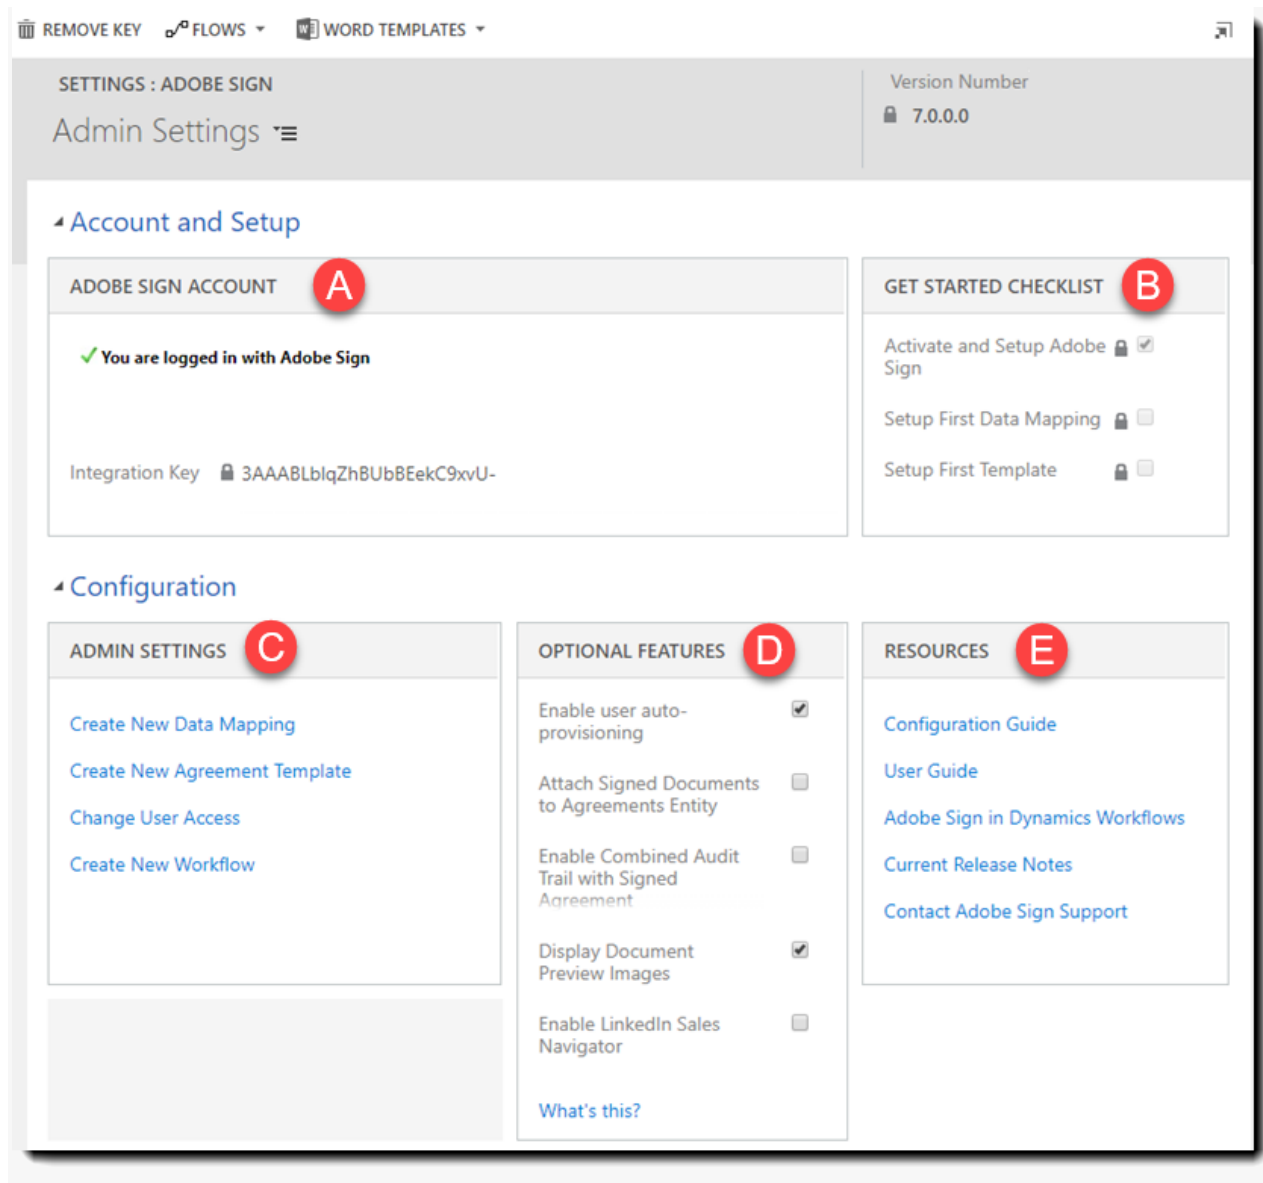 REMOVE KEY FLOWS WORD TEMPLATES
SETTINGS : ADOBE SIGN
Admin Settings
Version Number
7.0.0.0
Account and Setup
ADOBE SIGN ACCOUNT A
You are logged in with Adobe Sign
Integration Key 3AAABLblqZhBUbBEekC9xvU-
GET STARTED CHECKLIST B
Activate and Setup Adobe
Sign
Setup First Data Mapping
Setup First Template
Configuration
ADMIN SETTINGS C
Create New Data Mapping
Create New Agreement Template
Change User Access
Create New Workflow
OPTIONAL FEATURES D
Enable user auto-
provisioning
Attach Signed Documents
to Agreements Entity
Enable Combined Audit
Trail with Signed
Agreement
Display Document
Preview Images
Enable LinkedIn Sales
Navigator
What's this?
RESOURCES E
Configuration Guide
User Guide
Adobe Sign in Dynamics Workflows
Current Release Notes
Contact Adobe Sign Support